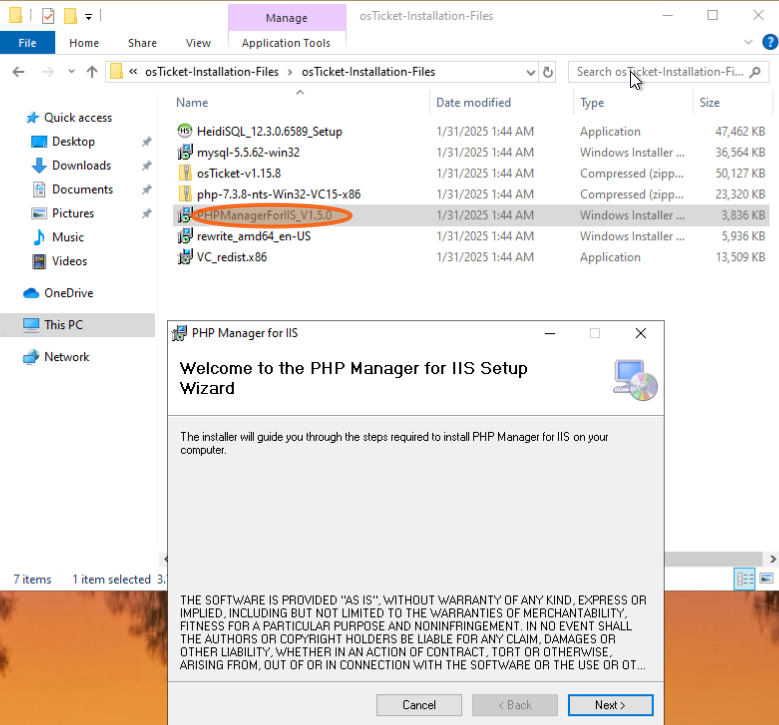 Manage
osTicket-Installation-Files
File
Home
Share
View
Application Tools
?
« osTicket-Installation-Files > osTicket-Installation-Files
Search osTicket-Installation-Fi...
Name
Date modified
Type
Size
Quick access
Desktop
Downloads
Documents
Pictures
Music
Videos
OneDrive
This PC
Network
HeidiSQL_12.3.0.6589_Setup 1/31/2025 1:44 AM Application 47,462 KB
mysql-5.5.62-win32 1/31/2025 1:44 AM Windows Installer ... 36,564 KB
osTicket-v1.15.8 1/31/2025 1:44 AM Compressed (zipp... 50,127 KB
php-7.3.8-nts-Win32-VC15-x86 1/31/2025 1:44 AM Compressed (zipp... 23,320 KB
PHPManagerForIIS_V1.5.0 1/31/2025 1:44 AM Windows Installer ... 3,836 KB
rewrite_amd64_en-US 1/31/2025 1:44 AM Windows Installer ... 5,936 KB
VC_redist.x86 1/31/2025 1:44 AM Application 13,509 KB
PHP Manager for IIS
Welcome to the PHP Manager for IIS Setup
Wizard
The installer will guide you through the steps required to install PHP Manager for IIS on your
computer.
THE SOFTWARE IS PROVIDED "AS IS", WITHOUT WARRANTY OF ANY KIND, EXPRESS OR
IMPLIED, INCLUDING BUT NOT LIMITED TO THE WARRANTIES OF MERCHANTABILITY,
FITNESS FOR A PARTICULAR PURPOSE AND NONINFRINGEMENT. IN NO EVENT SHALL
THE AUTHORS OR COPYRIGHT HOLDERS BE LIABLE FOR ANY CLAIM, DAMAGES OR
OTHER LIABILITY, WHETHER IN AN ACTION OF CONTRACT, TORT OR OTHERWISE,
ARISING FROM, OUT OF OR IN CONNECTION WITH THE SOFTWARE OR THE USE OR OT...
Cancel
< Back
Next >
7 items
1 item selected 3.